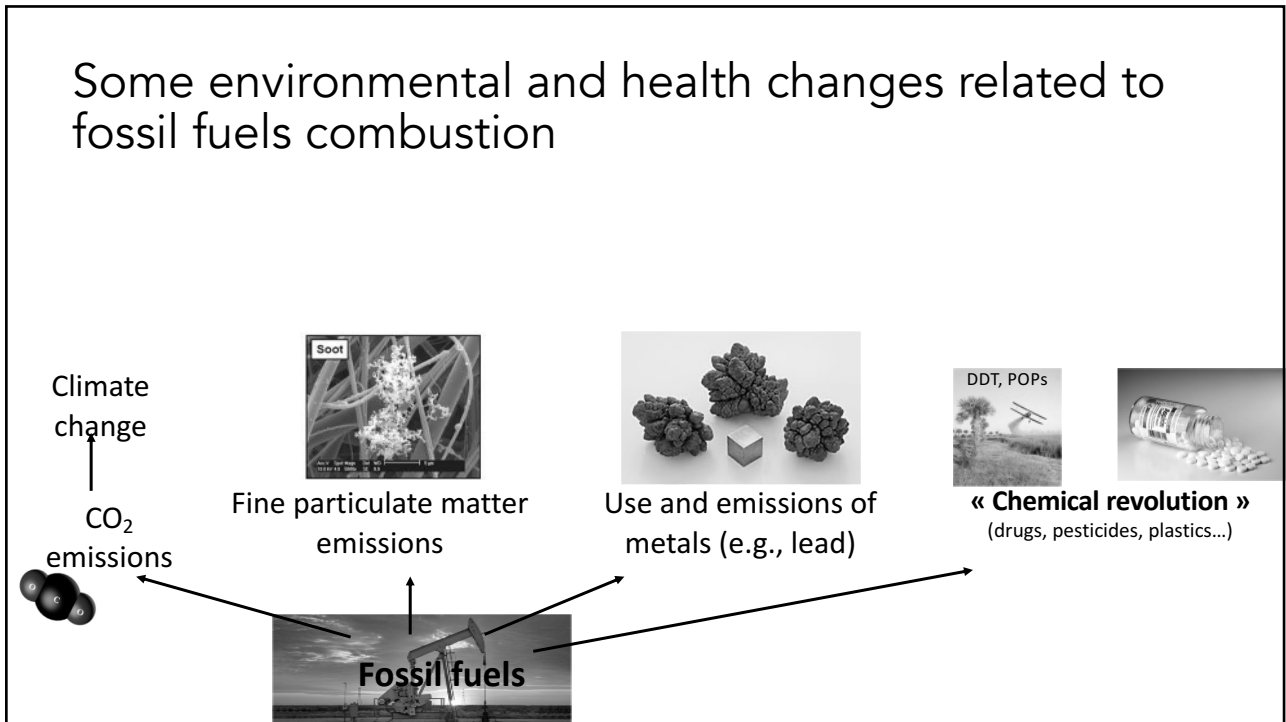 Some environmental and health changes related to
fossil fuels combustion
Climate
change
CO₂
emissions
O C O
Soot
Fine particulate matter
emissions
Use and emissions of
metals (e.g., lead)
DDT, POPs
« Chemical revolution »
(drugs, pesticides, plastics...)
Fossil fuels